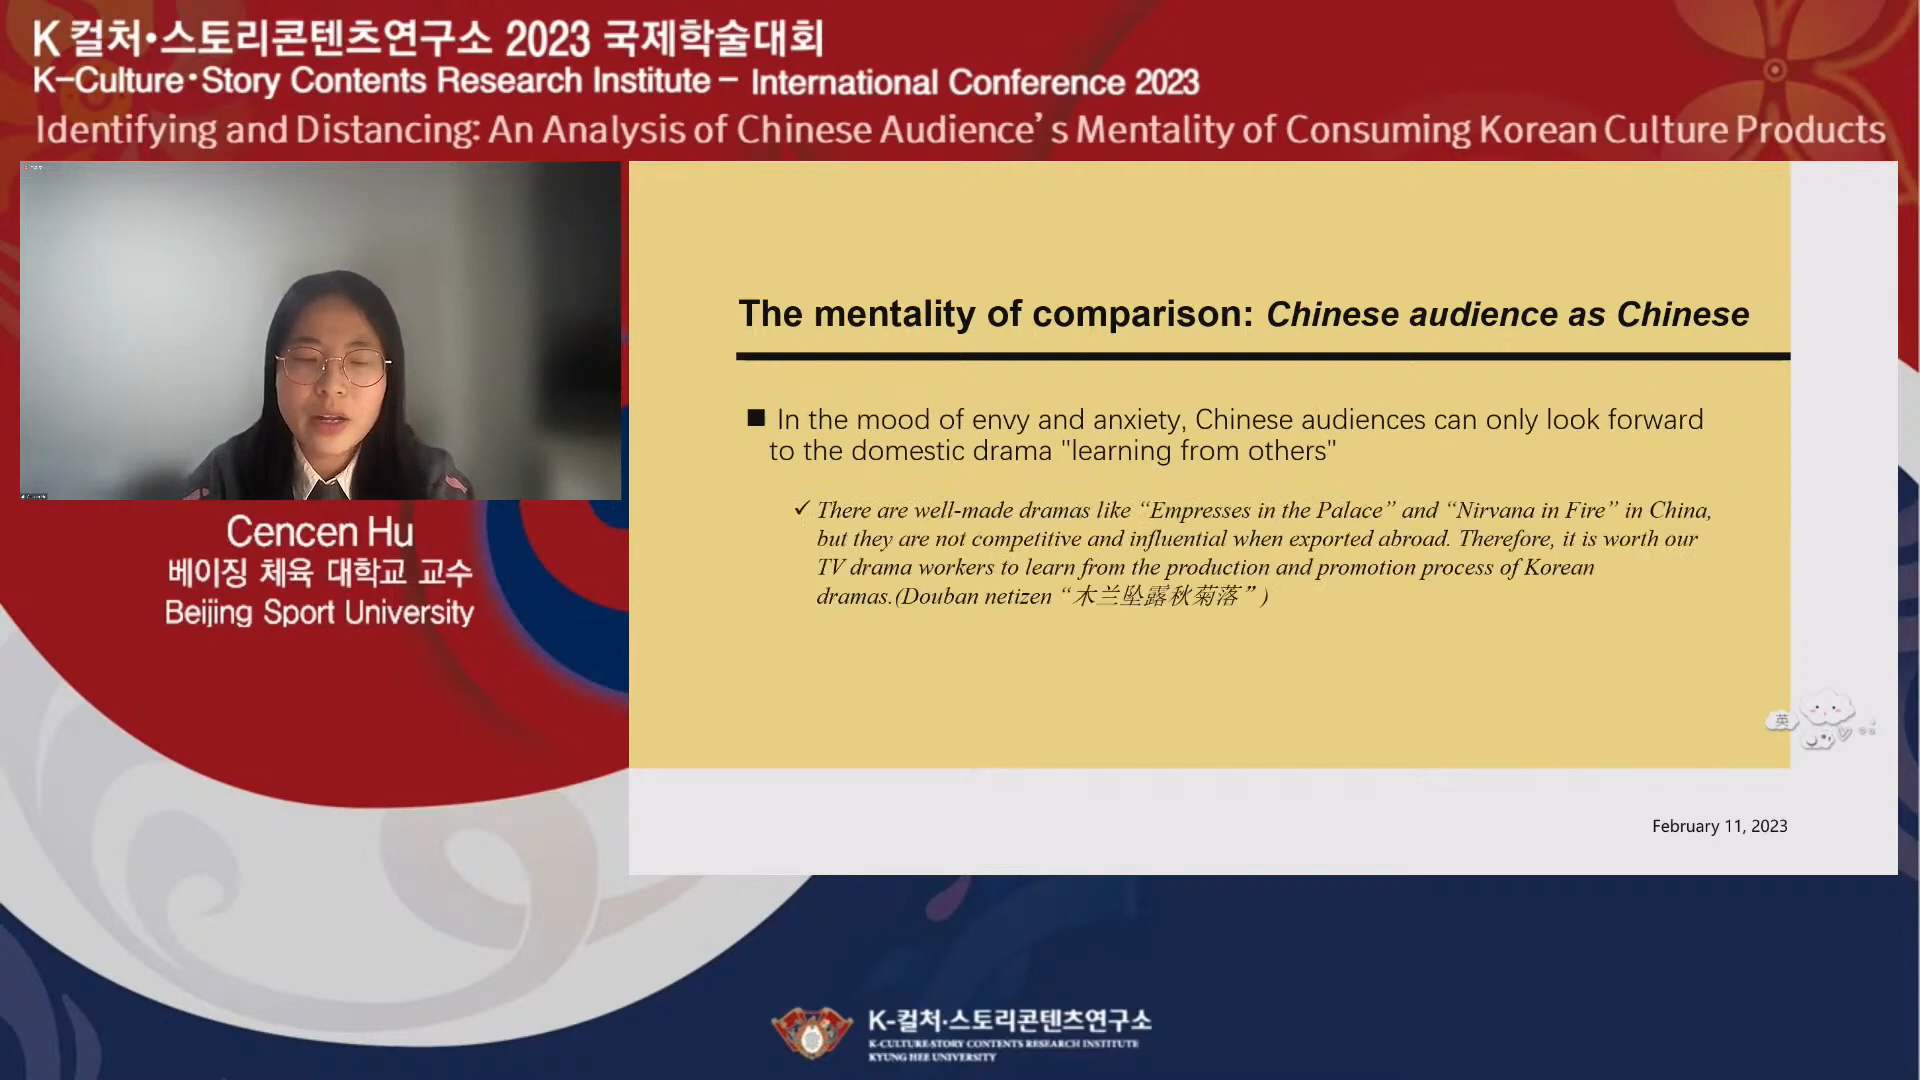 K 컬처·스토리콘텐츠연구소 2023 국제학술대회
K-Culture·Story Contents Research Institute - International Conference 2023
Identifying and Distancing: An Analysis of Chinese Audience's Mentality of Consuming Korean Culture Products
Cencen Hu
베이징 체육 대학교 교수
Beijing Sport University
The mentality of comparison: Chinese audience as Chinese
■ In the mood of envy and anxiety, Chinese audiences can only look forward
to the domestic drama "learning from others"
✓ There are well-made dramas like “Empresses in the Palace” and “Nirvana in Fire” in China,
but they are not competitive and influential when exported abroad. Therefore, it is worth our
TV drama workers to learn from the production and promotion process of Korean
dramas.(Douban netizen “木兰坠露秋菊落” )
英
February 11, 2023
K-컬처·스토리콘텐츠연구소
K-CULTURE·STORY CONTENTS RESEARCH INSTITUTE
KYUNG HEE UNIVERSITY